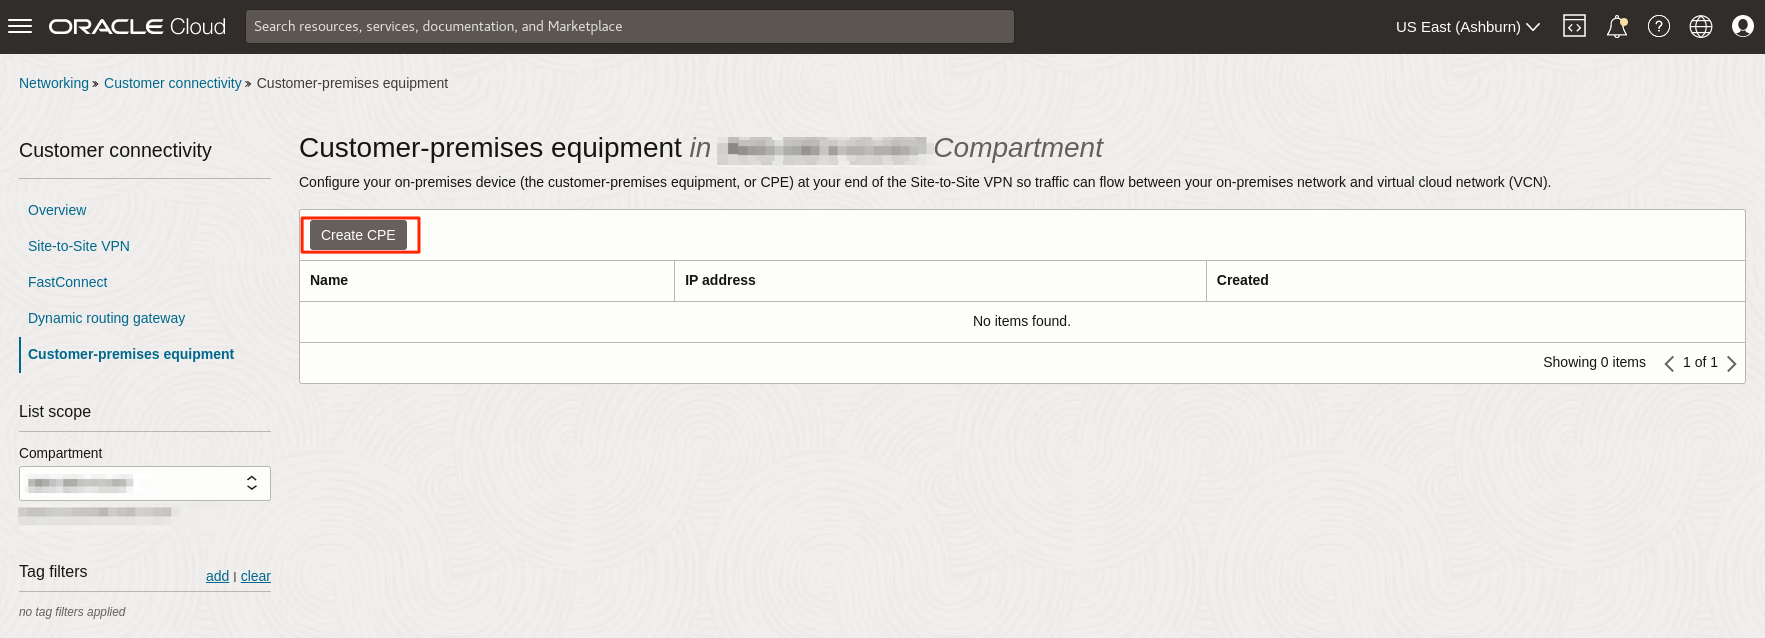 ORACLE Cloud
Search resources, services, documentation, and Marketplace
US East (Ashburn)
Networking » Customer connectivity » Customer-premises equipment
Customer connectivity
Overview
Site-to-Site VPN
FastConnect
Dynamic routing gateway
Customer-premises equipment
List scope
Compartment
Tag filters
add | clear
no tag filters applied
Customer-premises equipment in Compartment
Configure your on-premises device (the customer-premises equipment, or CPE) at your end of the Site-to-Site VPN so traffic can flow between your on-premises network and virtual cloud network (VCN).
Create CPE
Name IP address Created
No items found.
Showing 0 items < 1 of 1 >